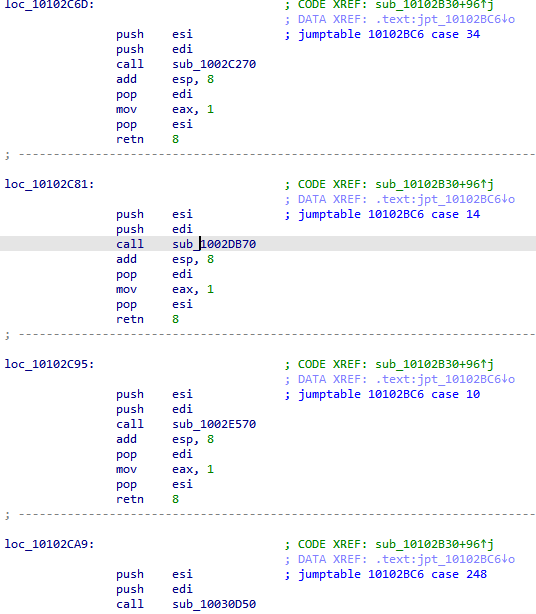 loc_10102C6D: ; CODE XREF: sub_10102B30+96↑j
; DATA XREF: .text:jpt_10102BC6↓o
push esi ; jumptable 10102BC6 case 34
push edi
call sub_1002C270
add esp, 8
pop edi
mov eax, 1
pop esi
retn 8
; ---------------------------------------------------------------------------
loc_10102C81: ; CODE XREF: sub_10102B30+96↑j
; DATA XREF: .text:jpt_10102BC6↓o
push esi ; jumptable 10102BC6 case 14
push edi
call sub_1002DB70
add esp, 8
pop edi
mov eax, 1
pop esi
retn 8
; ---------------------------------------------------------------------------
loc_10102C95: ; CODE XREF: sub_10102B30+96↑j
; DATA XREF: .text:jpt_10102BC6↓o
push esi ; jumptable 10102BC6 case 10
push edi
call sub_1002E570
add esp, 8
pop edi
mov eax, 1
pop esi
retn 8
; ---------------------------------------------------------------------------
loc_10102CA9: ; CODE XREF: sub_10102B30+96↑j
; DATA XREF: .text:jpt_10102BC6↓o
push esi ; jumptable 10102BC6 case 248
push edi
call sub_10030D50